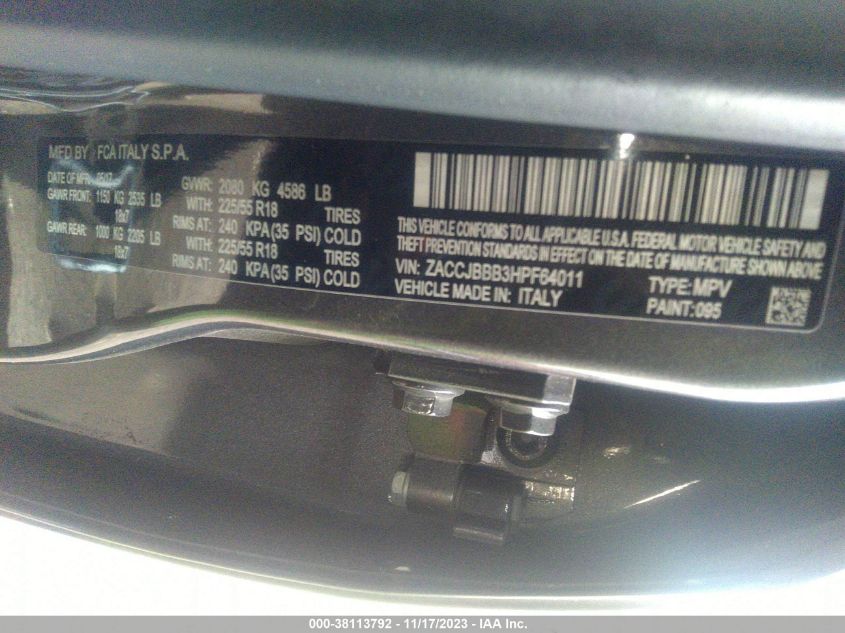 MFD BY FCA ITALY S.P.A.
DATE OF MFR 05/17
GVWR: 2080 KG 4586 LB
GAWR FRONT: 1150 KG 2535 LB
WITH: 225/55 R18 TIRES
18x7
RIMS AT: 240 KPA(35 PSI) COLD
GAWR REAR: 1000 KG 2205 LB
WITH: 225/55 R18 TIRES
18x7
RIMS AT: 240 KPA(35 PSI) COLD
THIS VEHICLE CONFORMS TO ALL APPLICABLE U.S.A. FEDERAL MOTOR VEHICLE SAFETY AND
THEFT PREVENTION STANDARDS IN EFFECT ON THE DATE OF MANUFACTURE SHOWN ABOVE
VIN: ZACCJBBB3HPF64011 TYPE: MPV
VEHICLE MADE IN: ITALY PAINT:095
000-38113792 - 11/17/2023 - IAA Inc.